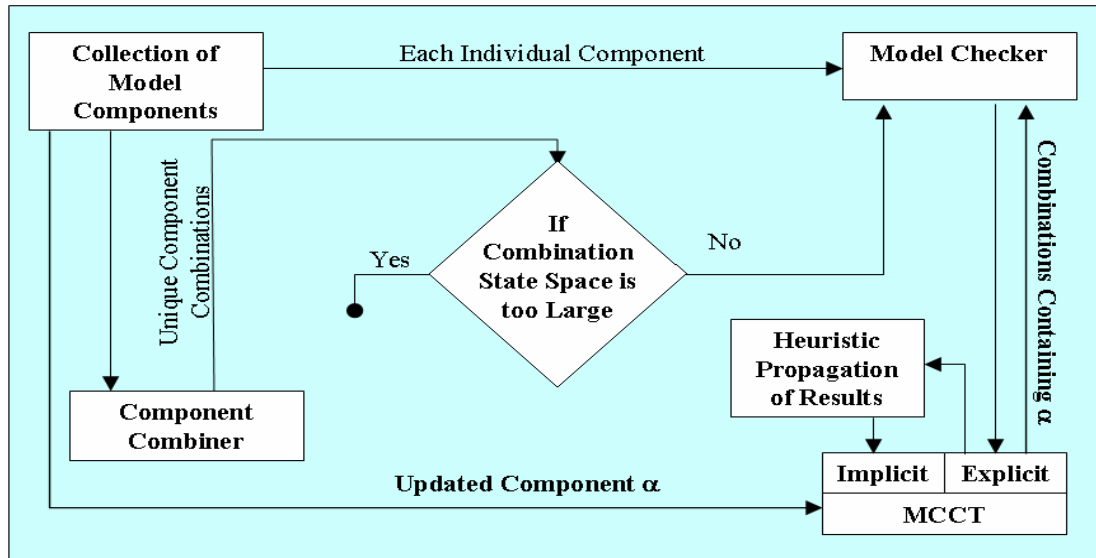 Collection of
Model
Components
Each Individual Component
Model Checker
Unique Component
Combinations
If
Combination
State Space is
too Large
Yes
No
Combinations Containing α
Heuristic
Propagation
of Results
Component
Combiner
Updated Component α
Implicit
Explicit
MCCT